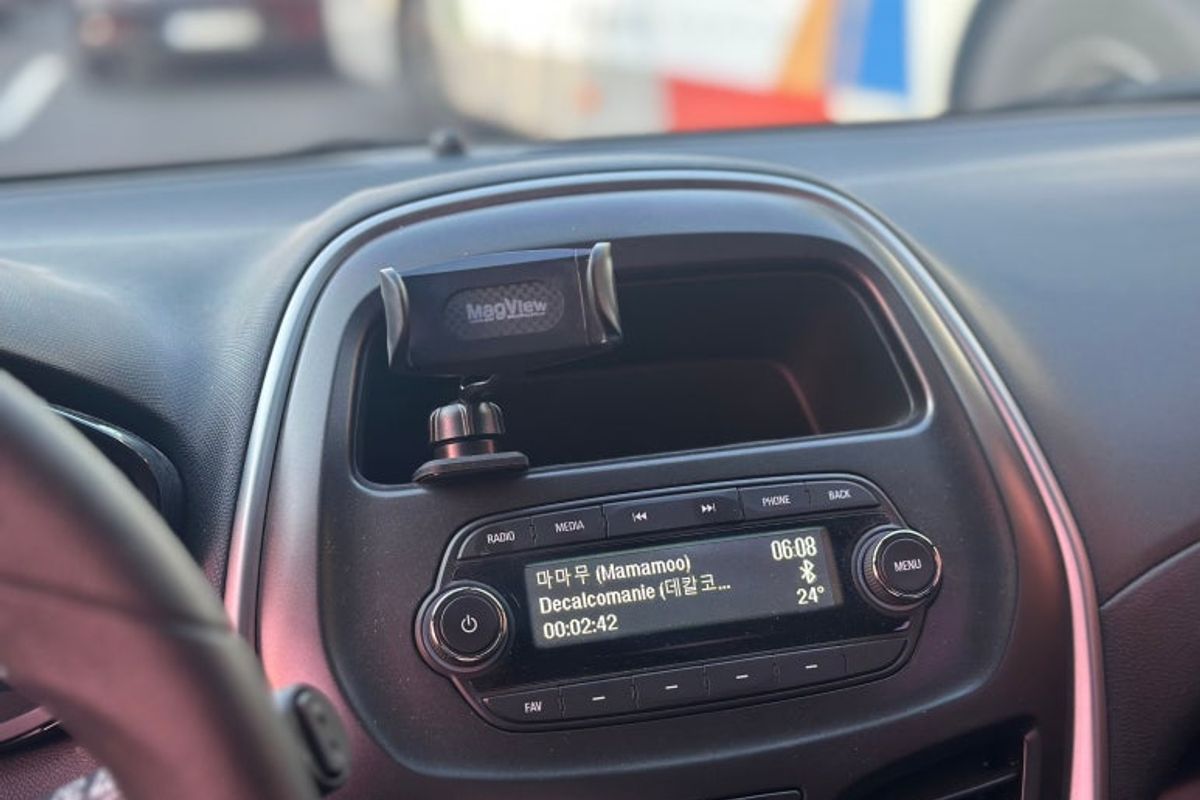 MagView
RADIO
MEDIA
PHONE
BACK
마마무 (Mamamoo)
06:08
Decalcomanie (데칼코...
24°
00:02:42
MENU
FAV